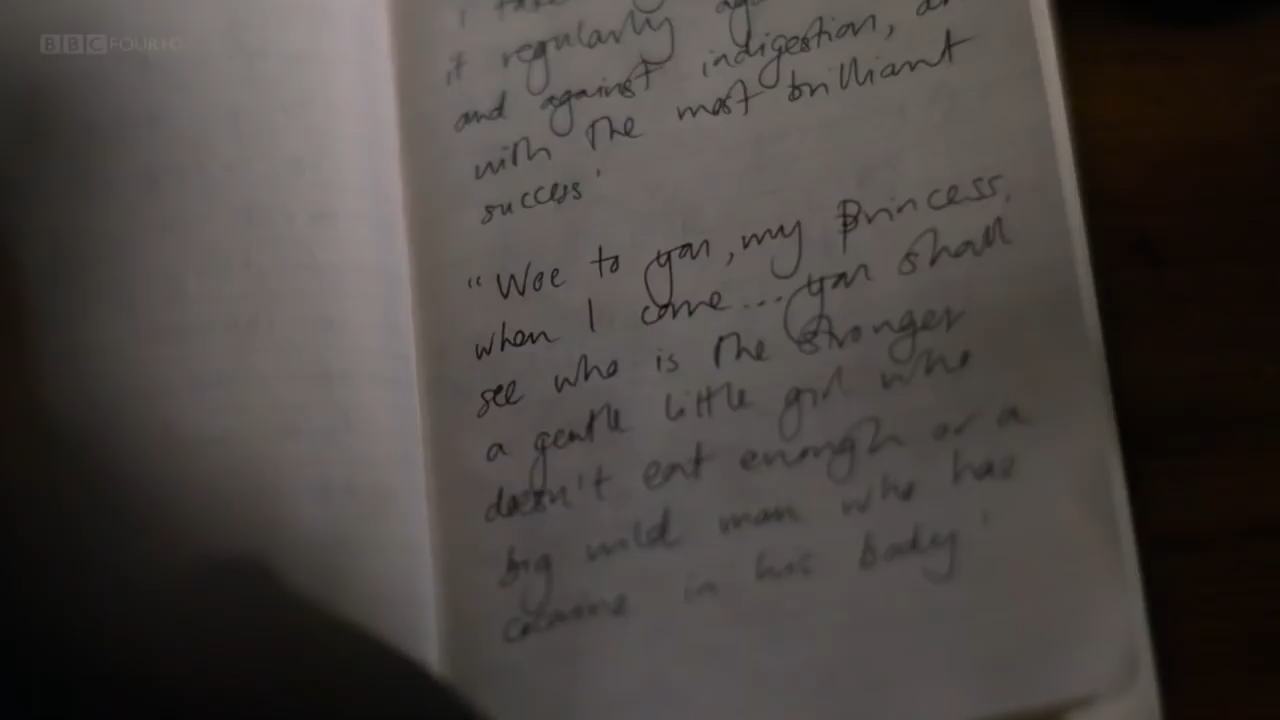 BBC FOUR HD
I take
it regularly
and against indigestion,
with the most brilliant
success'
"Woe to you, my Princess.
when I come... you shall
see who is the stronger
a gentle little girl who
doesn't eat enough or a
big wild man who has
cocaine in his body'